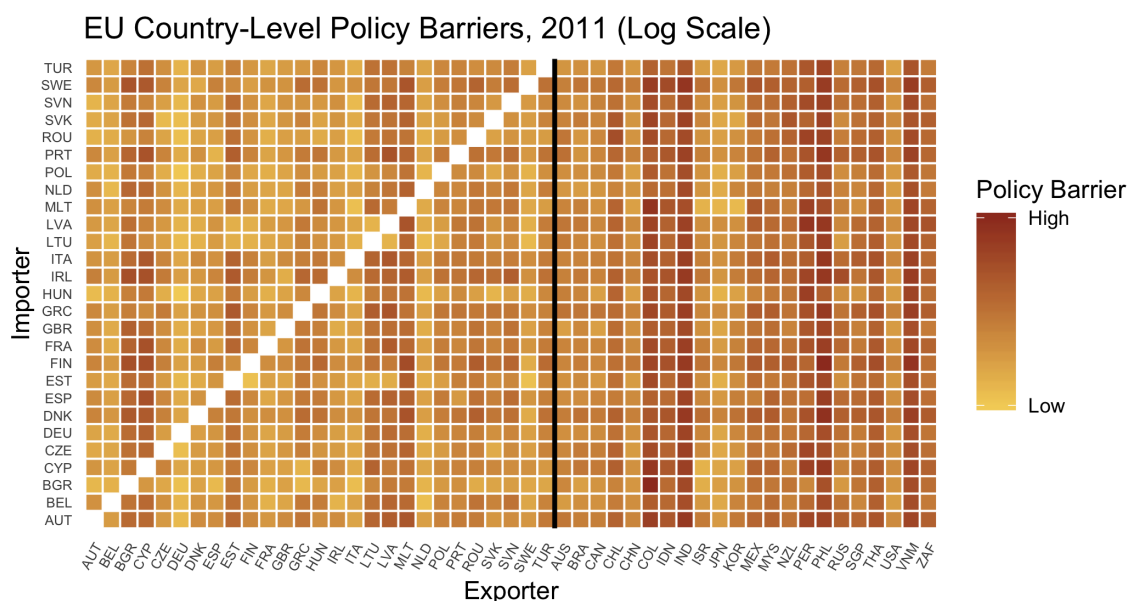 EU Country-Level Policy Barriers, 2011 (Log Scale)
TUR
SWE
SVN
SVK
ROU
PRT
POL
NLD
MLT
LVA
LTU
ITA
IRL
HUN
GRC
GBR
FRA
FIN
EST
ESP
DNK
DEU
CZE
CYP
BGR
BEL
AUT
Importer
AUT BEL BGR CYP CZE DEU DNK ESP EST FIN FRA GBR GRC HUN IRL ITA LTU LVA MLT NLD POL PRT ROU SVK SVN SWE TUR AUS BRA CAN CHL CHN COL IDN IND ISR JPN KOR MEX MYS NZL PER PHL RUS SGP THA USA VNM ZAF
Exporter
Policy Barrier
High
Low